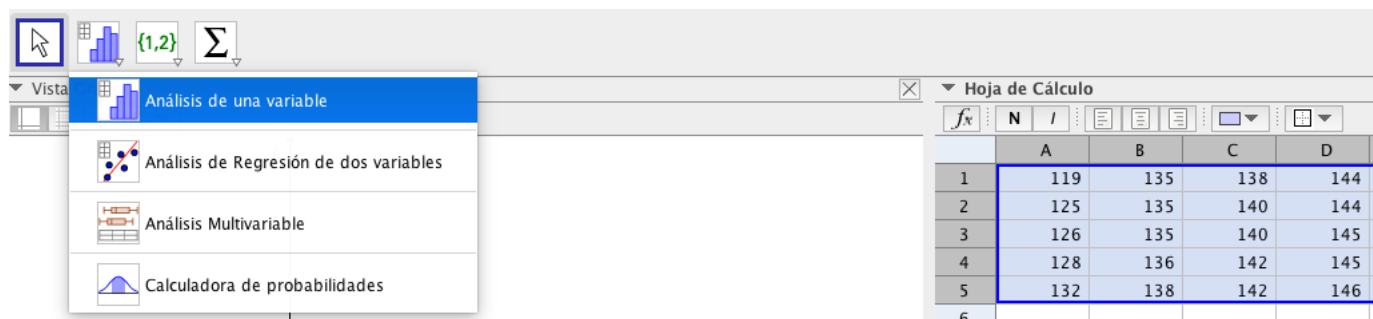 {1,2} Σ
Vista
Análisis de una variable
Análisis de Regresión de dos variables
Análisis Multivariable
Calculadora de probabilidades
Hoja de Cálculo
fx N I
A B C D
1 119 135 138 144
2 125 135 140 144
3 126 135 140 145
4 128 136 142 145
5 132 138 142 146